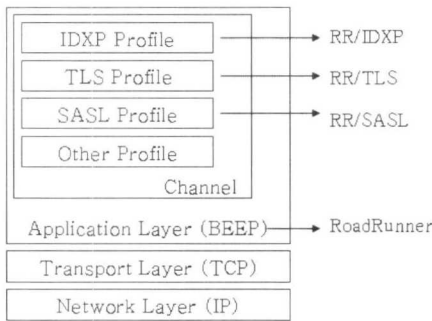 IDXP Profile RR/IDXP
TLS Profile RR/TLS
SASL Profile RR/SASL
Other Profile
Channel
Application Layer (BEEP) RoadRunner
Transport Layer (TCP)
Network Layer (IP)